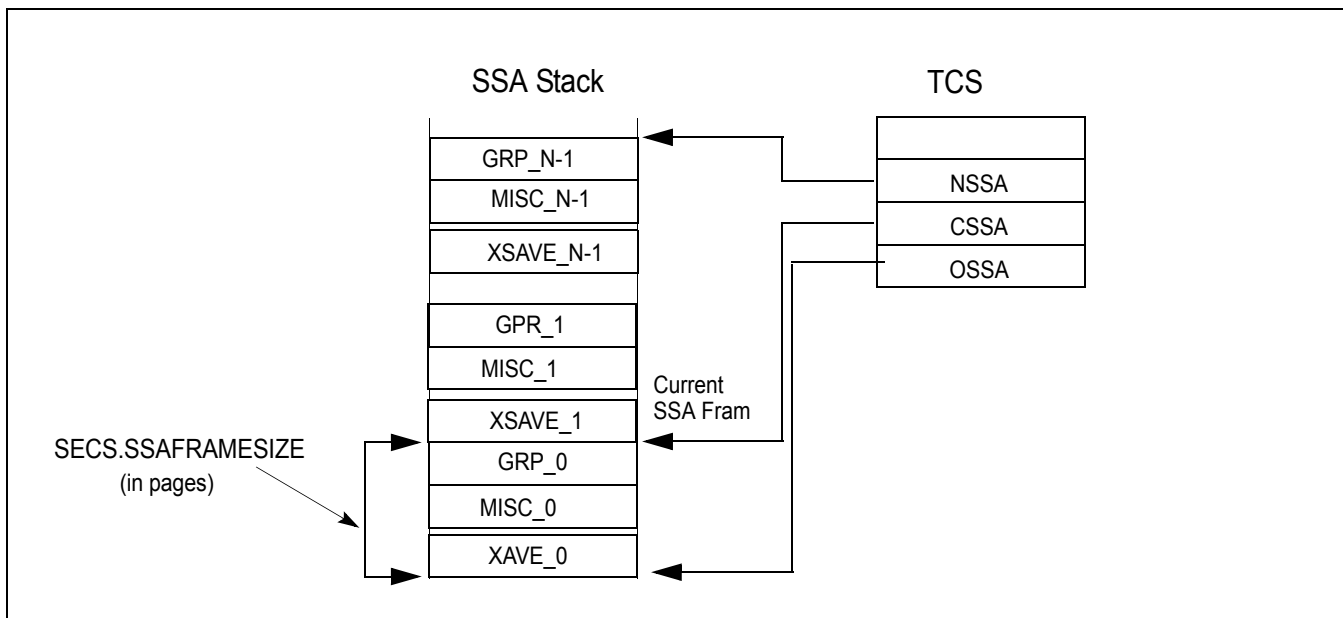 SSA Stack
TCS
GRP_N-1
MISC_N-1
XSAVE_N-1
GPR_1
MISC_1
XSAVE_1
GRP_0
MISC_0
XAVE_0
NSSA
CSSA
OSSA
Current
SSA Fram
SECS.SSAFRAMESIZE
(in pages)